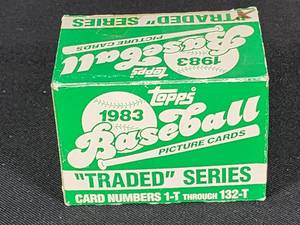 "TRADED" SERIES
PICTURE CARDS
Baseball
1983
Topps
Topps
1983
Baseball
PICTURE CARDS
"TRADED" SERIES
CARD NUMBERS 1-T THROUGH 132-T